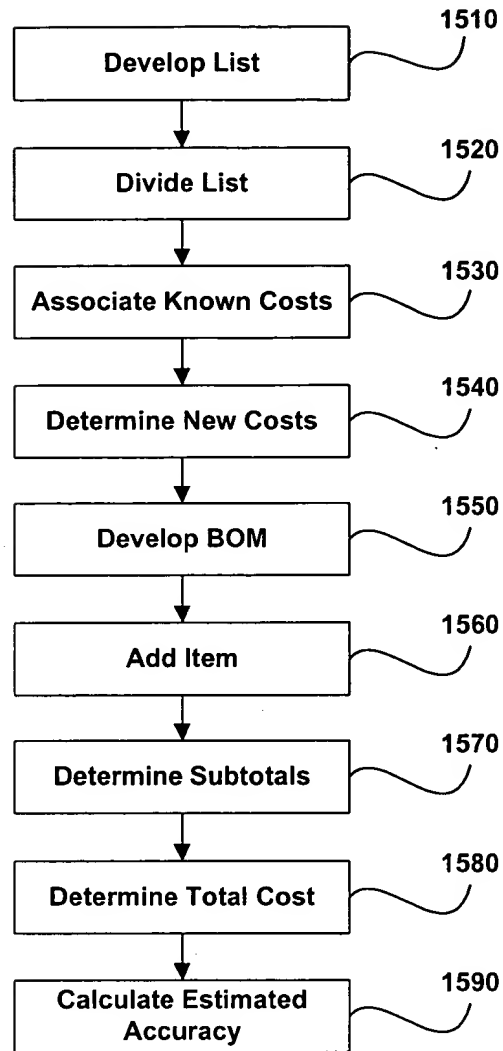 1510
Develop List
1520
Divide List
1530
Associate Known Costs
1540
Determine New Costs
1550
Develop BOM
1560
Add Item
1570
Determine Subtotals
1580
Determine Total Cost
1590
Calculate Estimated
Accuracy